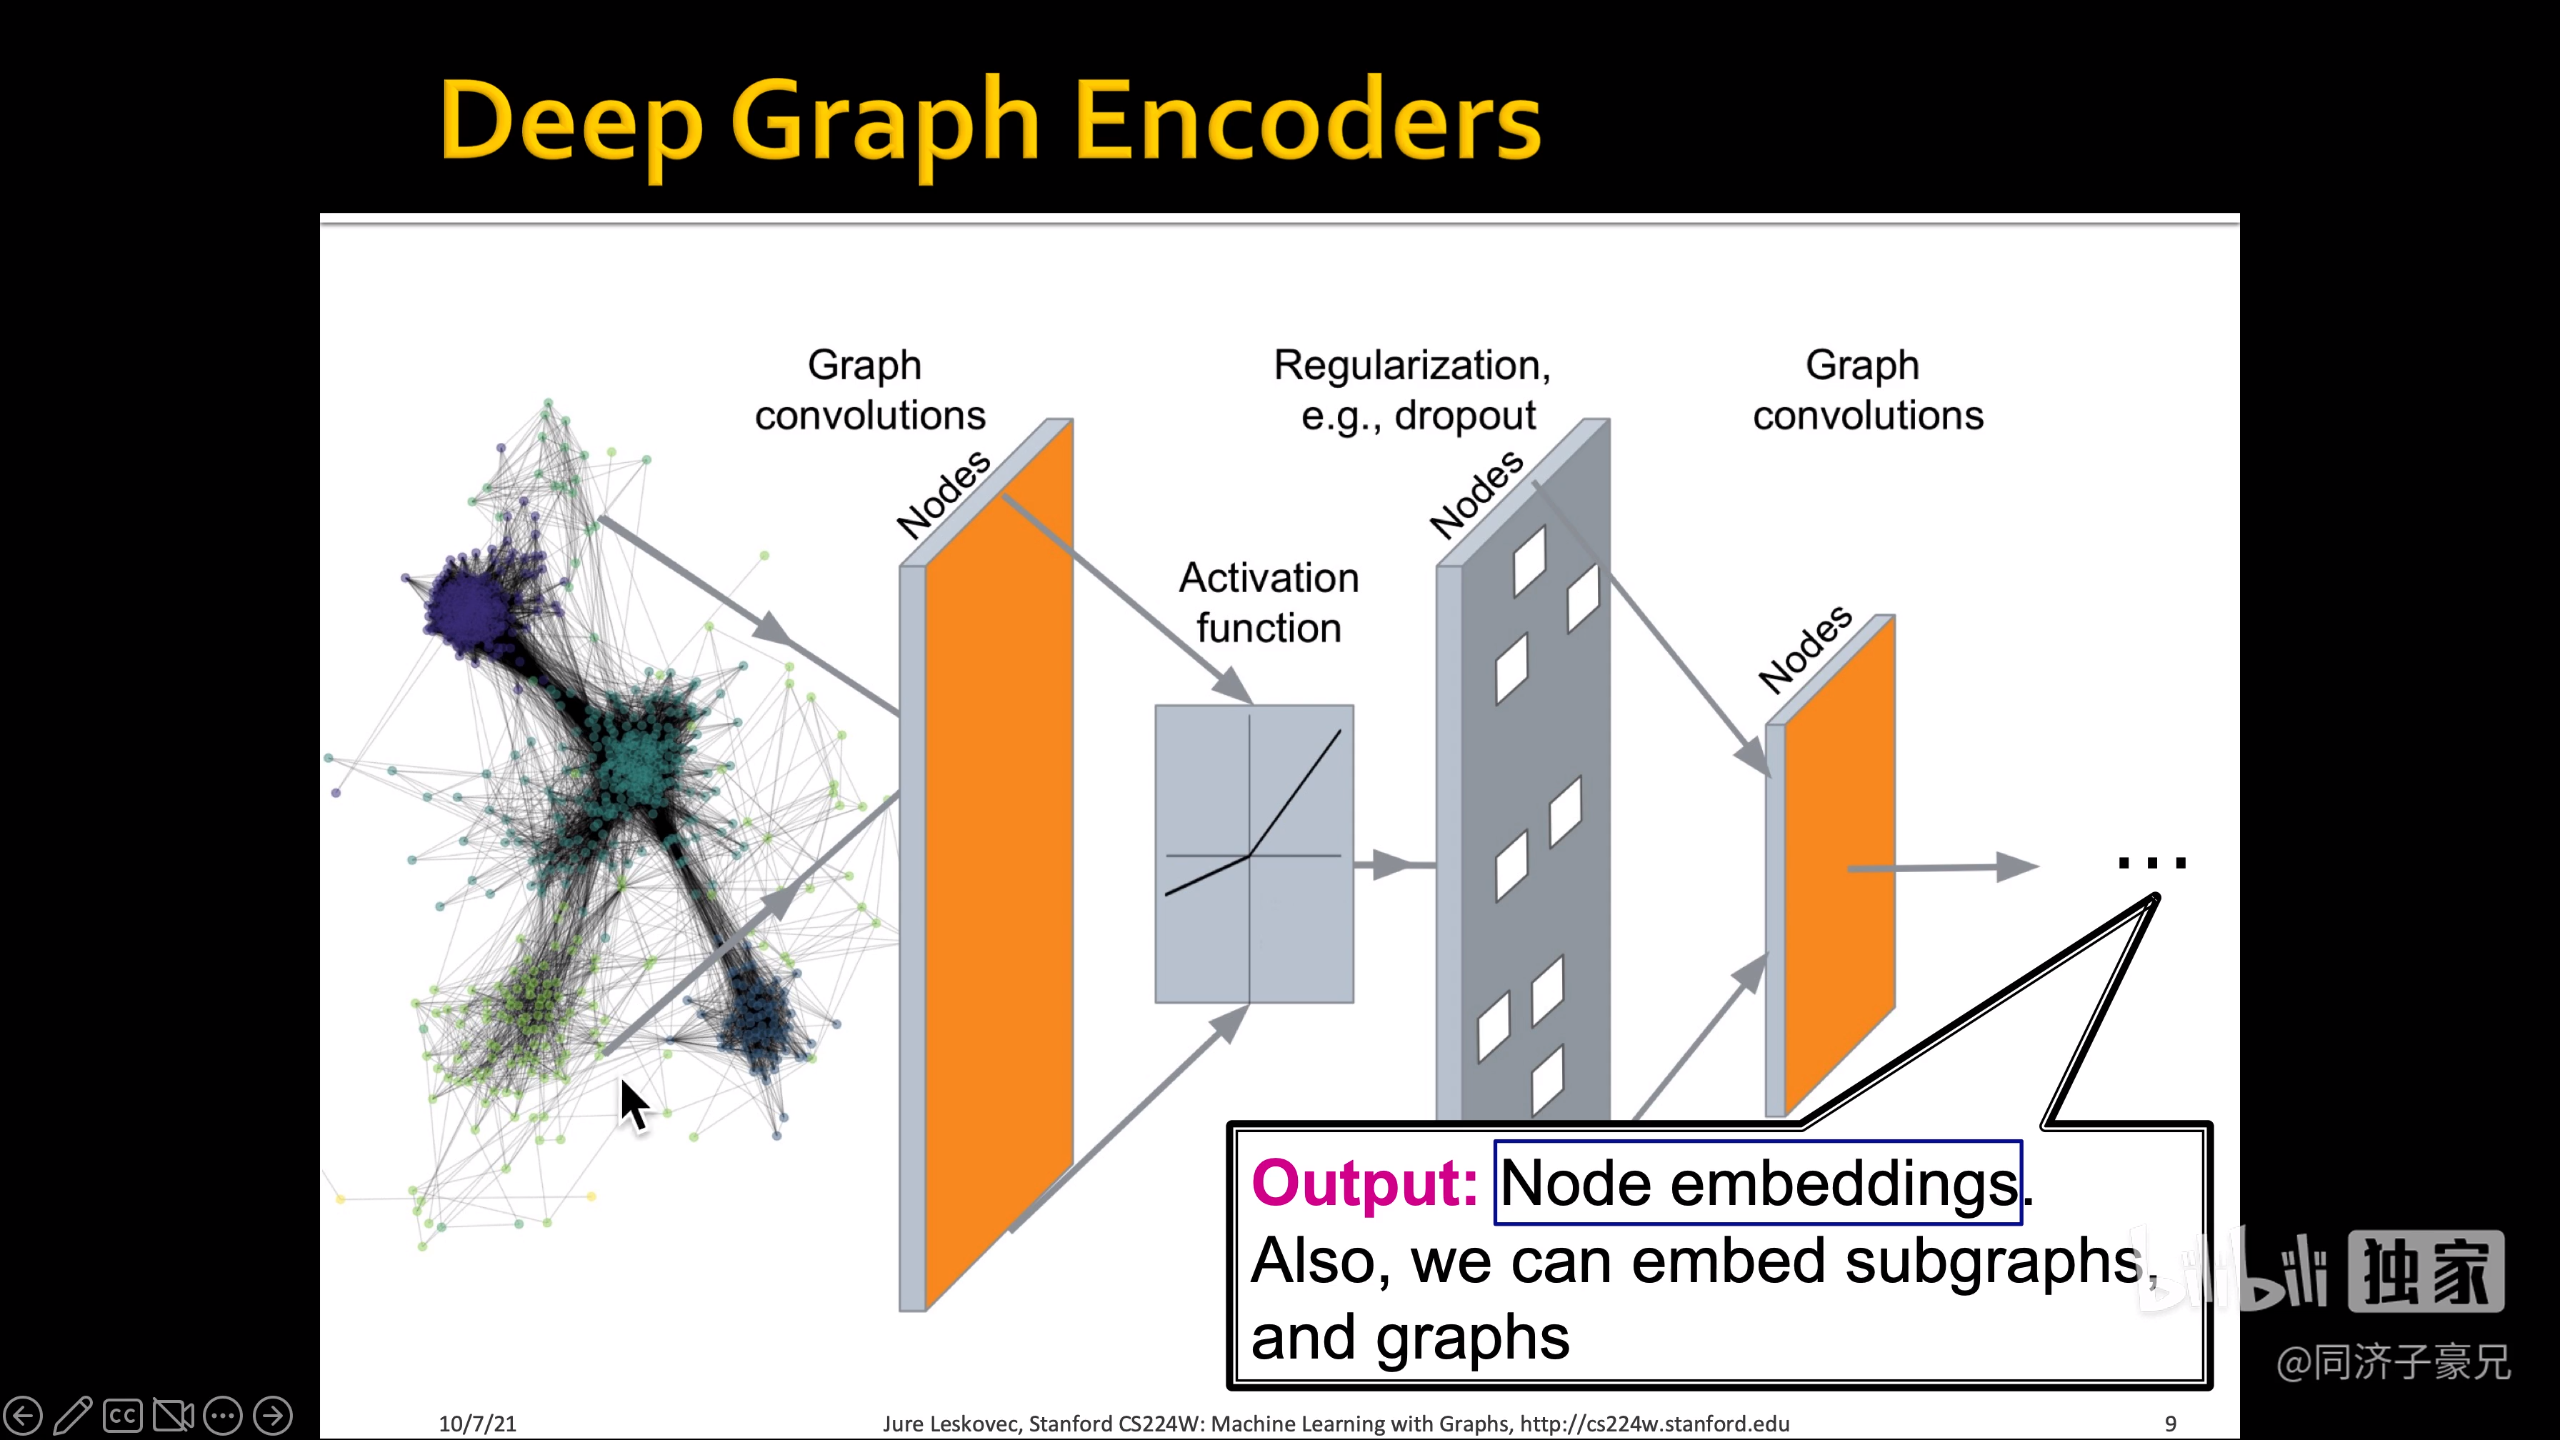 Deep Graph Encoders
Graph
convolutions
Regularization,
e.g., dropout
Graph
convolutions
Nodes
Nodes
Activation
function
Nodes
...
Output: Node embeddings.
Also, we can embed subgraphs,
and graphs
bilibili 独家
@同济子豪兄
CC
10/7/21
Jure Leskovec, Stanford CS224W: Machine Learning with Graphs, http://cs224w.stanford.edu
9